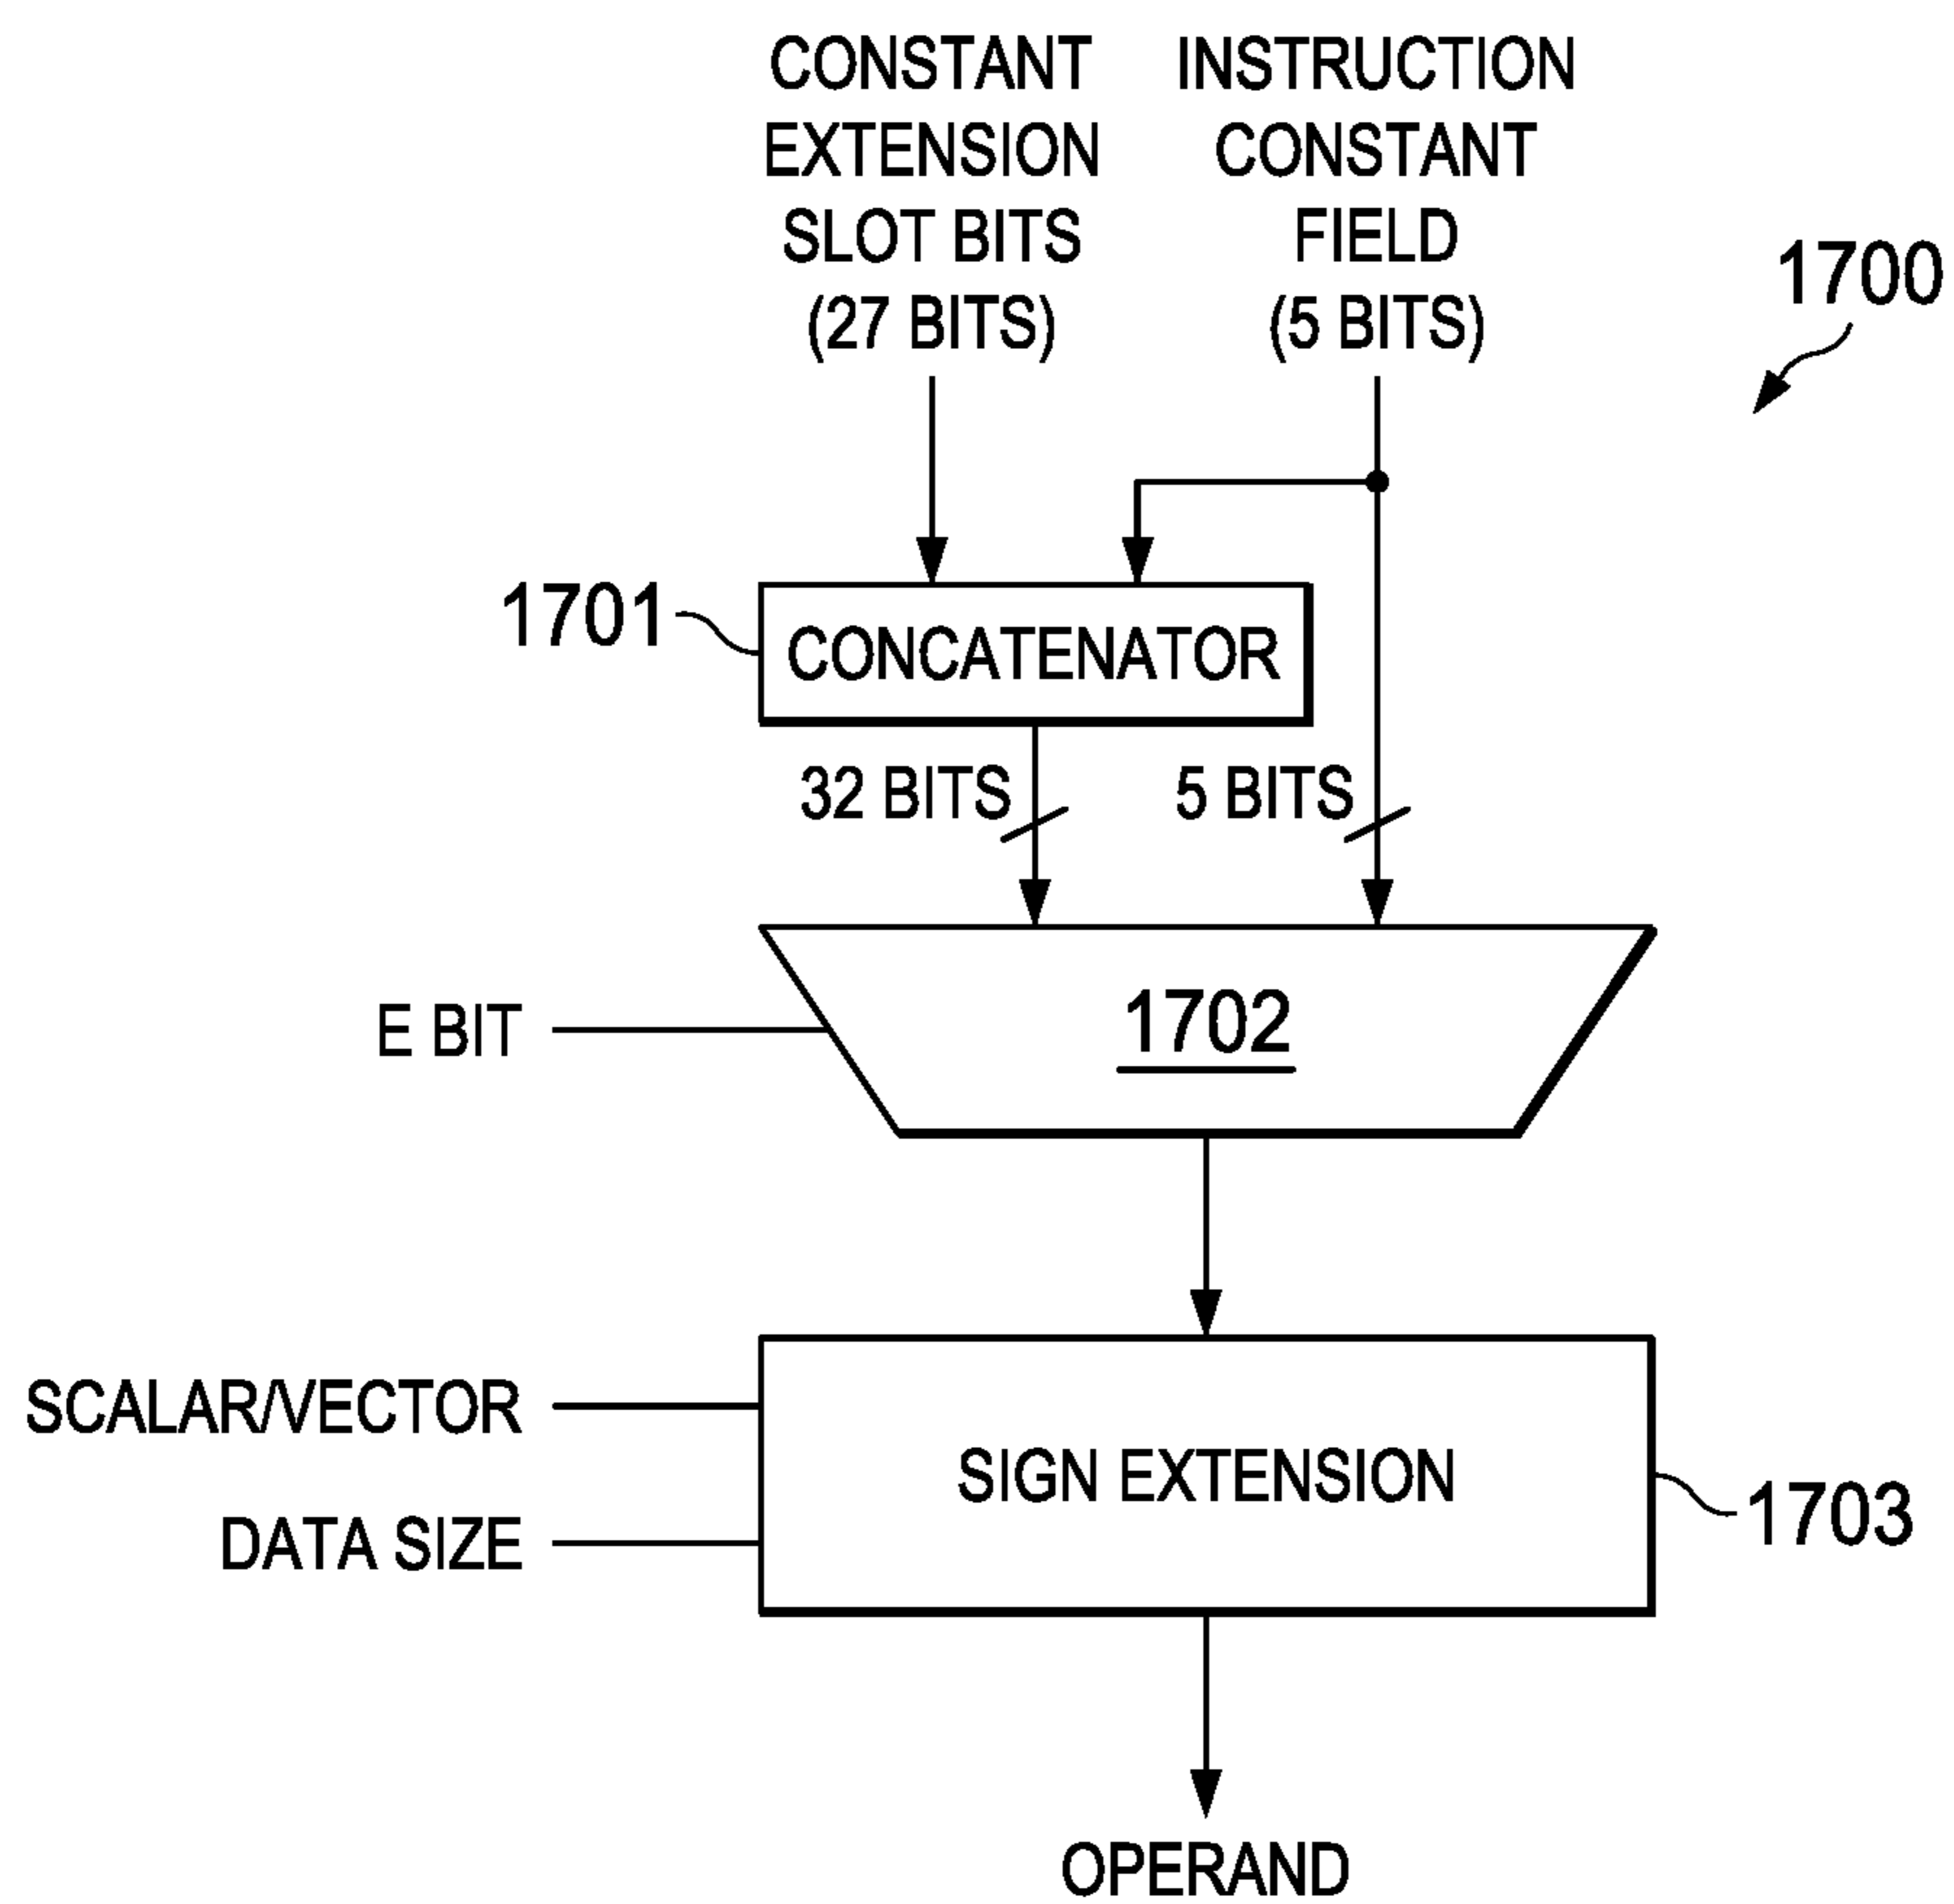 CONSTANT
EXTENSION
SLOT BITS
(27 BITS)
INSTRUCTION
CONSTANT
FIELD
(5 BITS)
1700
1701
CONCATENATOR
32 BITS
5 BITS
E BIT
1702
SCALAR/VECTOR
DATA SIZE
SIGN EXTENSION
1703
OPERAND